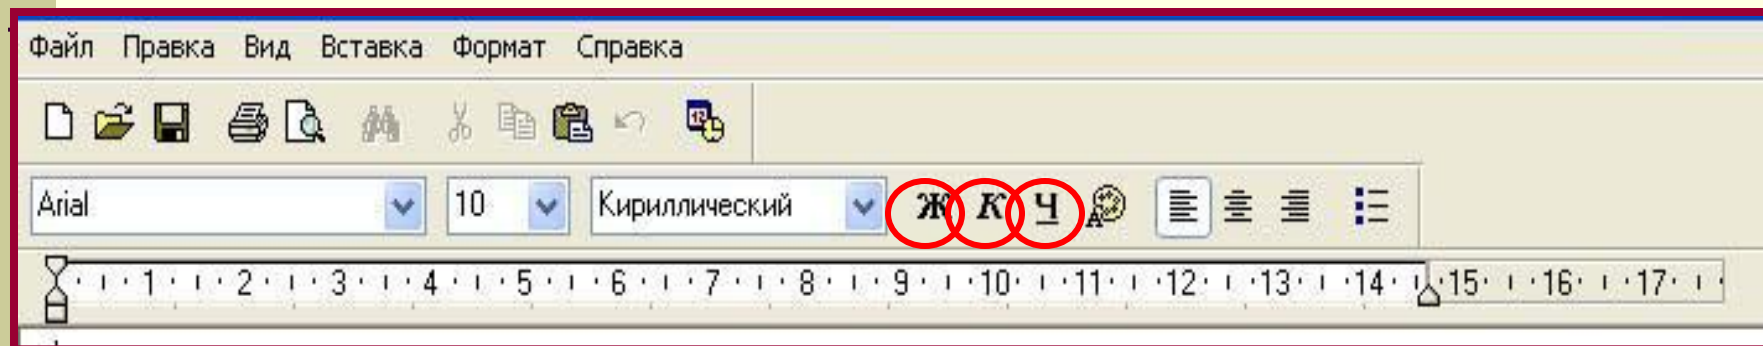 Файл Правка Вид Вставка Формат Справка
Arial 10 Кириллический Ж К Ч
1 2 3 4 5 6 7 8 9 10 11 12 13 14 15 16 17